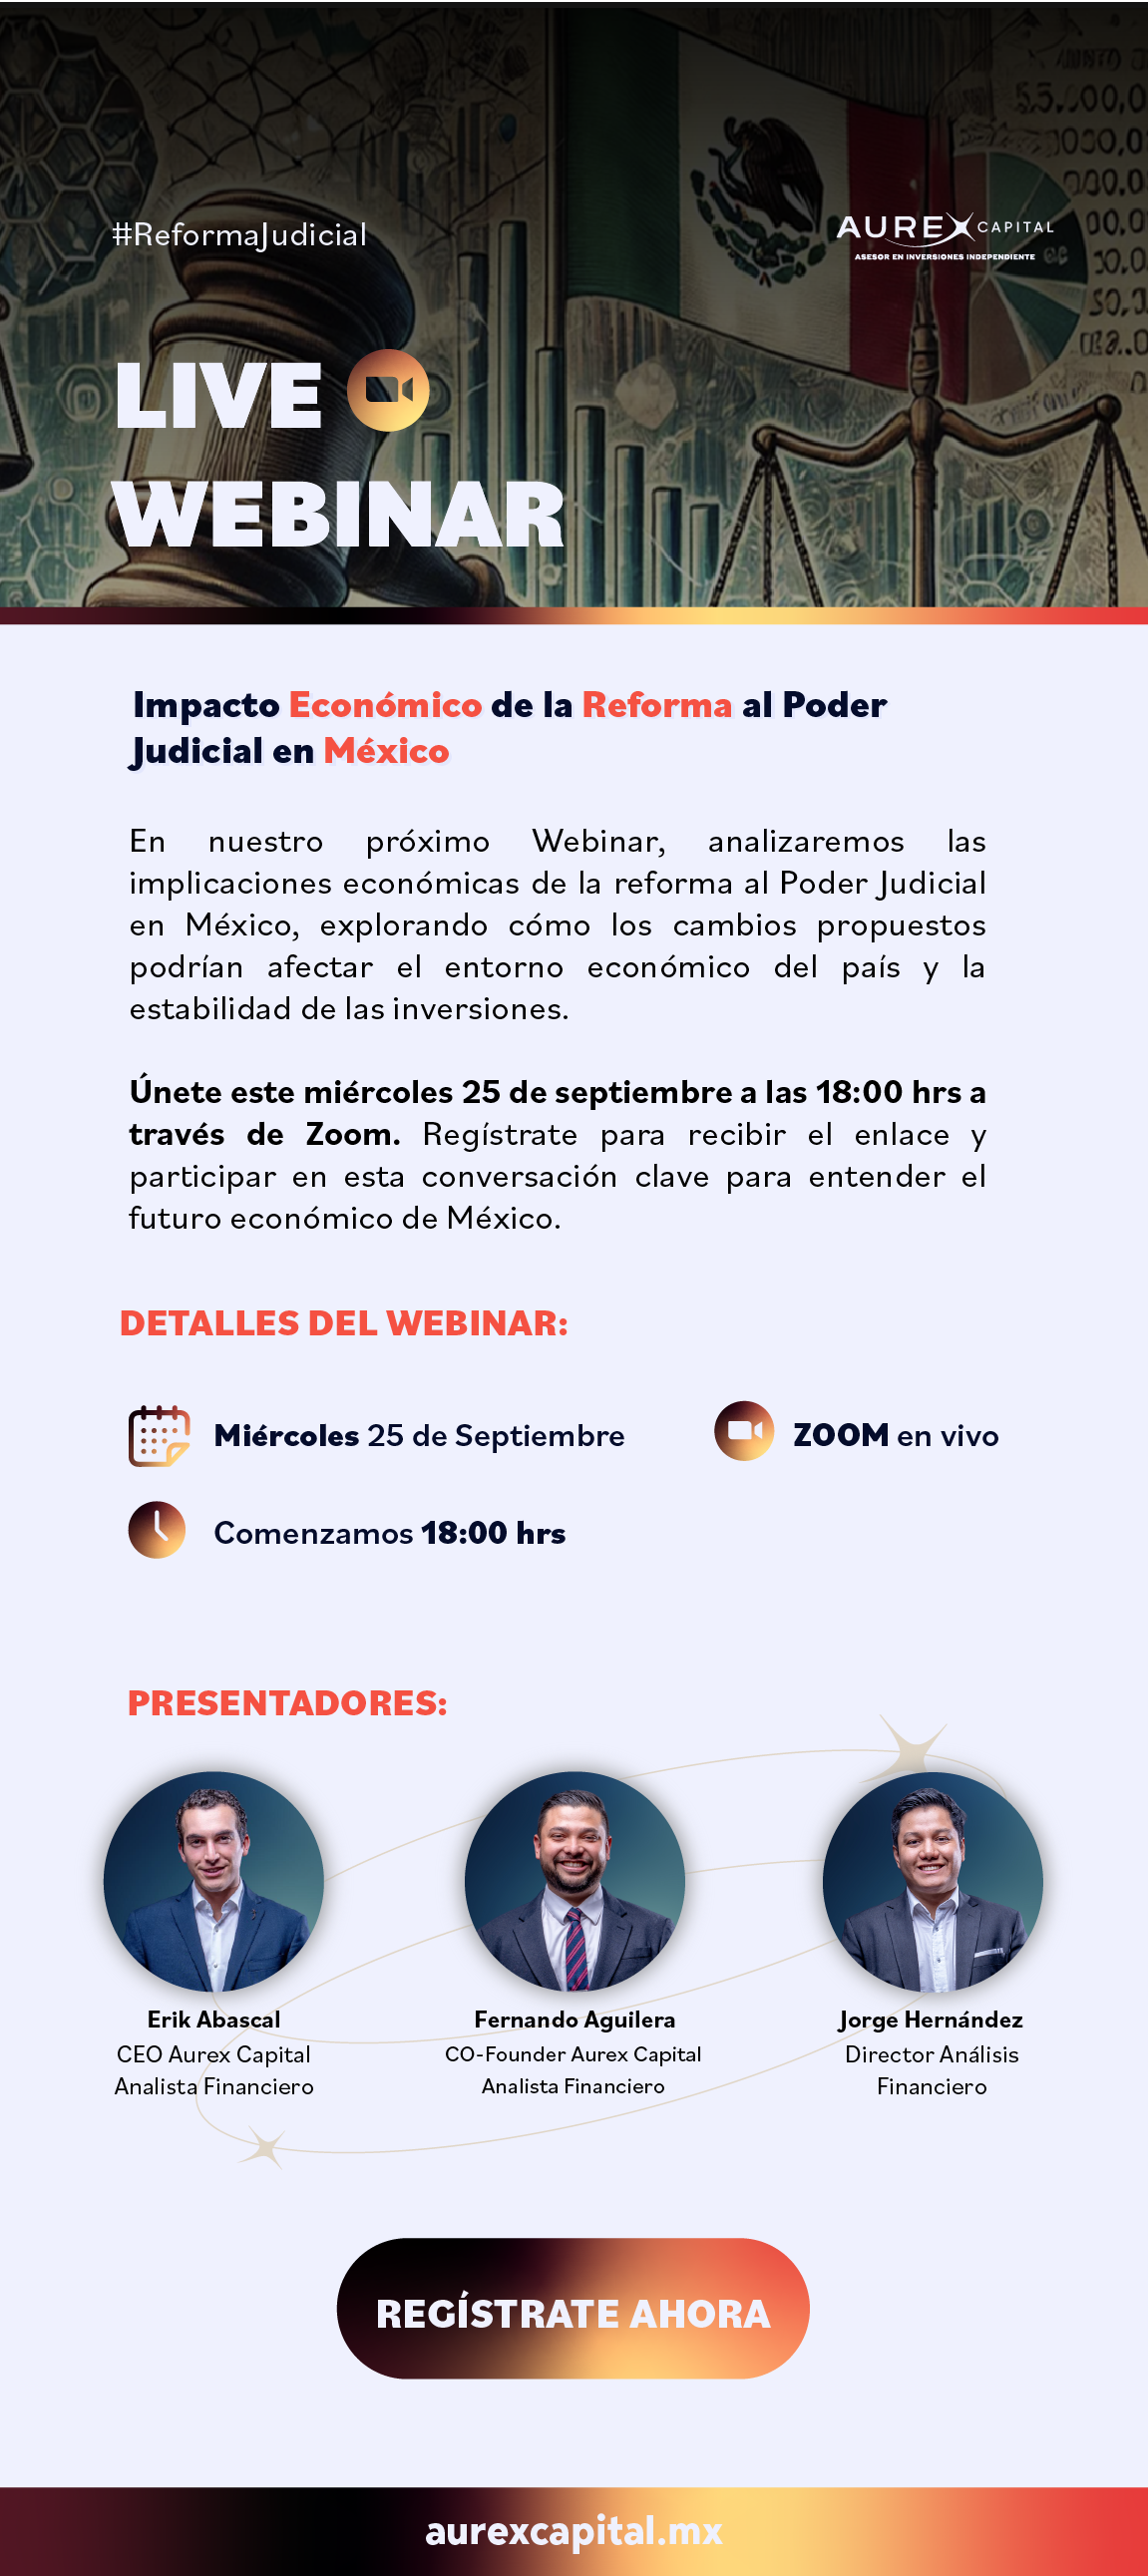 #ReformaJudicial
AUREX CAPITAL
ASESOR EN INVERSIONES INDEPENDIENTE
LIVE
WEBINAR
Impacto Económico de la Reforma al Poder
Judicial en México
En nuestro próximo Webinar, analizaremos las
implicaciones económicas de la reforma al Poder Judicial
en México, explorando cómo los cambios propuestos
podrían afectar el entorno económico del país y la
estabilidad de las inversiones.
Únete este miércoles 25 de septiembre a las 18:00 hrs a
través de Zoom. Regístrate para recibir el enlace y
participar en esta conversación clave para entender el
futuro económico de México.
DETALLES DEL WEBINAR:
Miércoles 25 de Septiembre
ZOOM en vivo
Comenzamos 18:00 hrs
PRESENTADORES:
Erik Abascal
CEO Aurex Capital
Analista Financiero
Fernando Aguilera
CO-Founder Aurex Capital
Analista Financiero
Jorge Hernández
Director Análisis
Financiero
REGÍSTRATE AHORA
aurexcapital.mx